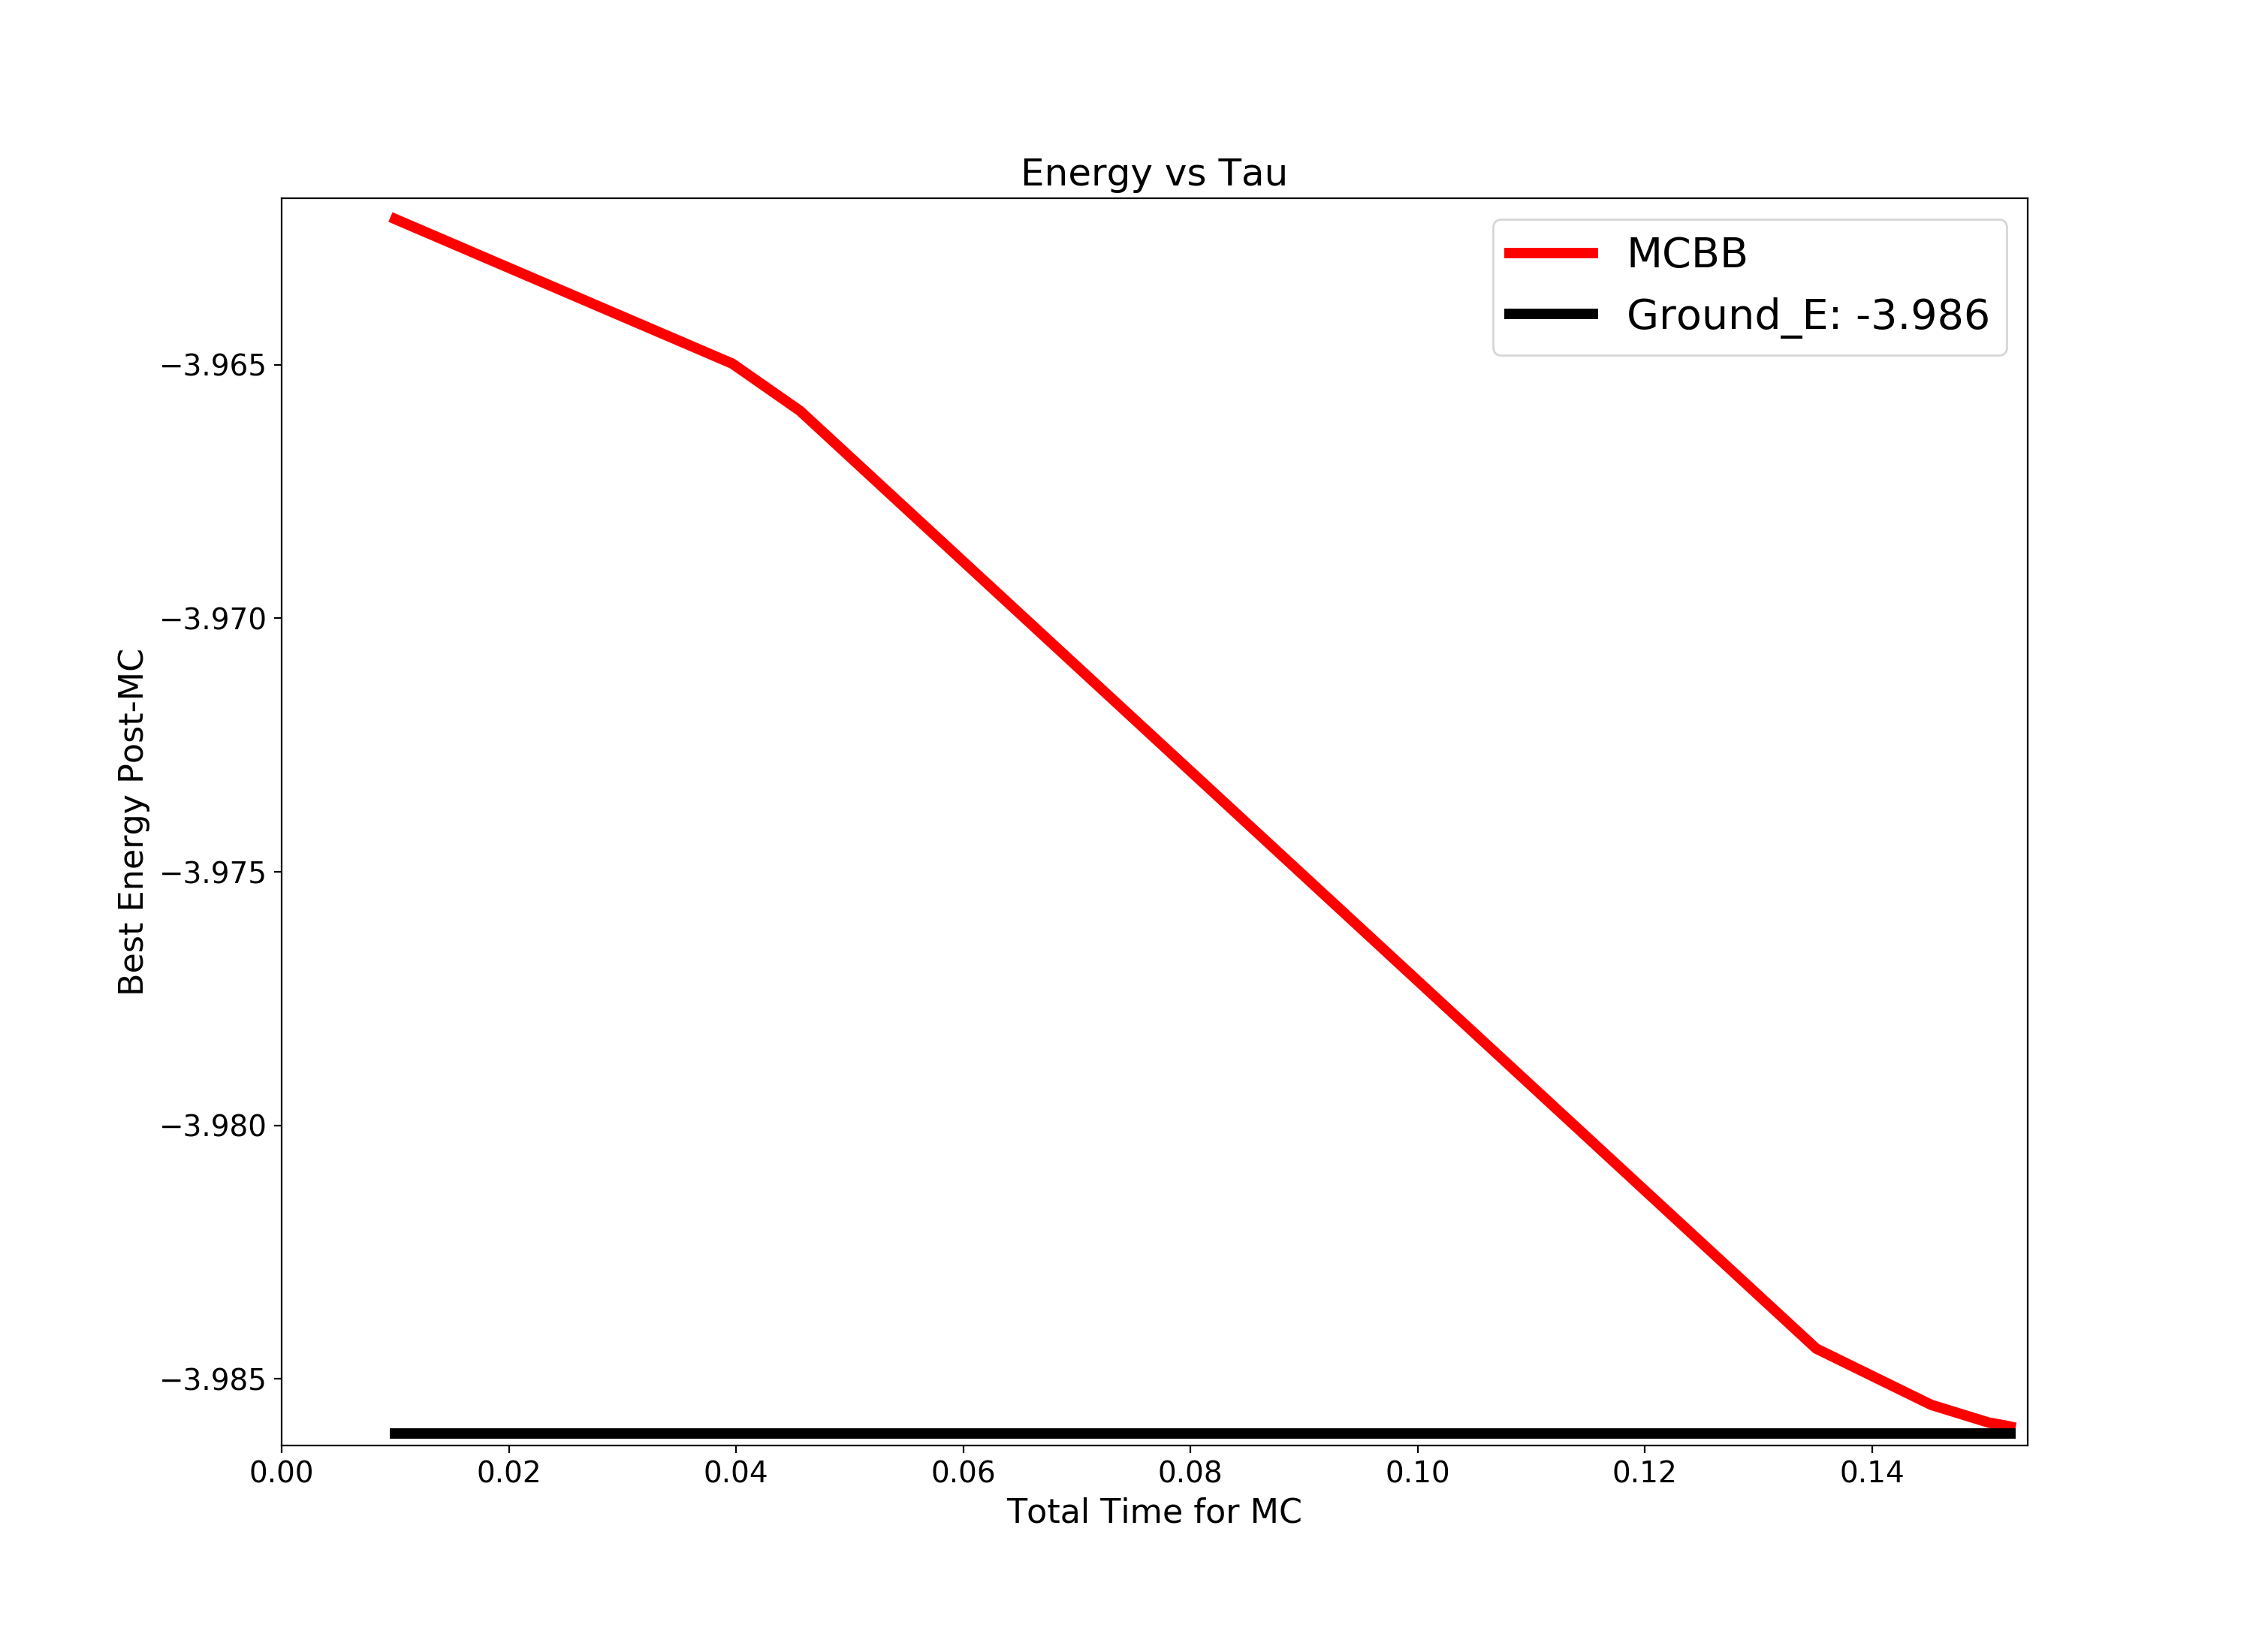 Energy vs Tau
MCBB
Ground_E: -3.986
−3.965
−3.970
−3.975
−3.980
−3.985
Best Energy Post-MC
0.00 0.02 0.04 0.06 0.08 0.10 0.12 0.14
Total Time for MC